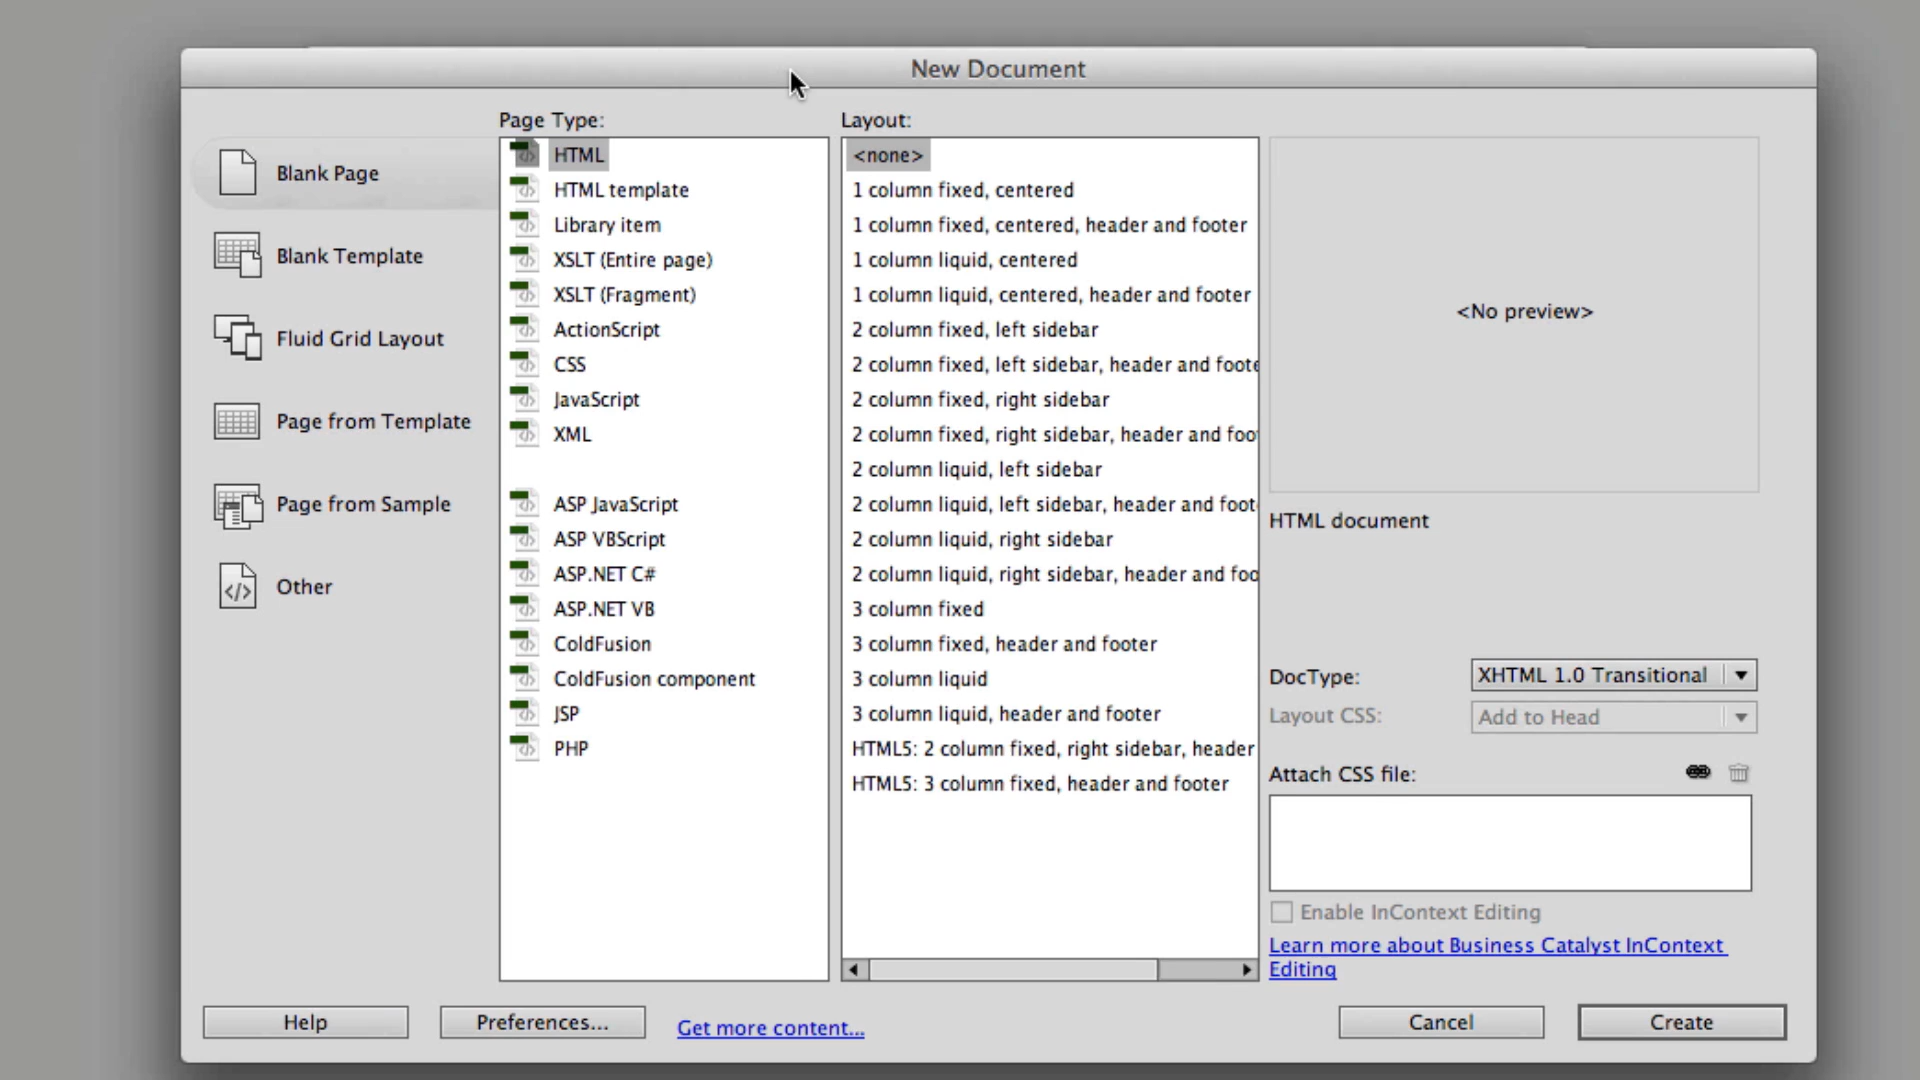 New Document
Page Type:
Layout:
Blank Page
Blank Template
Fluid Grid Layout
Page from Template
Page from Sample
Other
HTML
HTML template
Library item
XSLT (Entire page)
XSLT (Fragment)
ActionScript
CSS
JavaScript
XML
ASP JavaScript
ASP VBScript
ASP.NET C#
ASP.NET VB
ColdFusion
ColdFusion component
JSP
PHP
<none>
1 column fixed, centered
1 column fixed, centered, header and footer
1 column liquid, centered
1 column liquid, centered, header and footer
2 column fixed, left sidebar
2 column fixed, left sidebar, header and foote
2 column fixed, right sidebar
2 column fixed, right sidebar, header and foo
2 column liquid, left sidebar
2 column liquid, left sidebar, header and foot
2 column liquid, right sidebar
2 column liquid, right sidebar, header and foo
3 column fixed
3 column fixed, header and footer
3 column liquid
3 column liquid, header and footer
HTML5: 2 column fixed, right sidebar, header
HTML5: 3 column fixed, header and footer
<No preview>
HTML document
DocType:
XHTML 1.0 Transitional
Layout CSS:
Add to Head
Attach CSS file:
Enable InContext Editing
Learn more about Business Catalyst InContext
Editing
Help
Preferences...
Get more content...
Cancel
Create